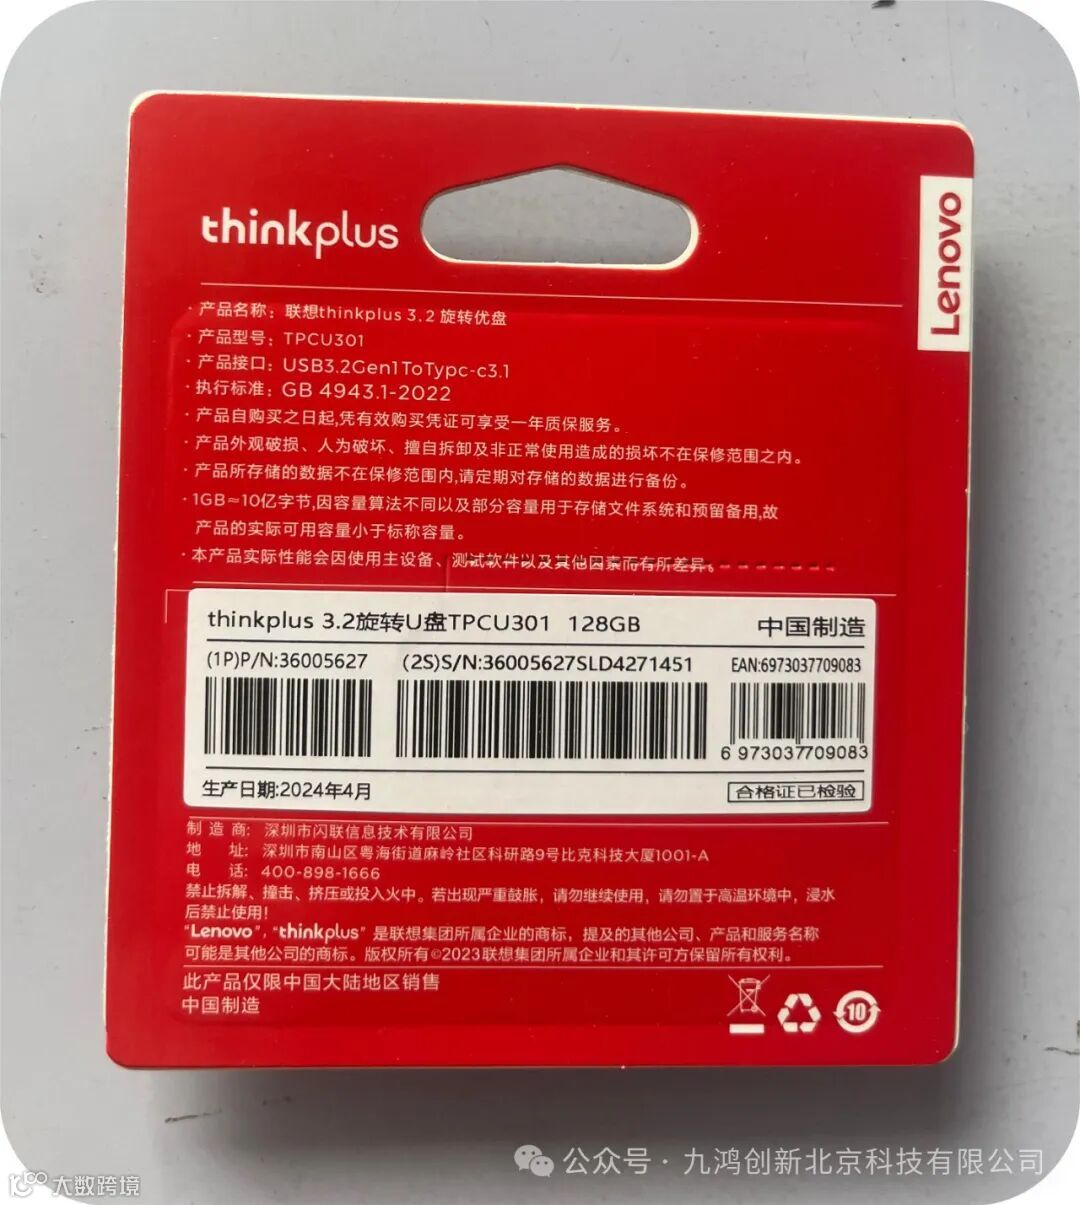 thinkplus
Lenovo
· 产品名称：联想thinkplus 3.2 旋转优盘
· 产品型号：TPCU301
· 产品接口：USB3.2Gen1ToTypc-c3.1
· 执行标准：GB 4943.1-2022
· 产品自购买之日起,凭有效购买凭证可享受一年质保服务。
· 产品外观破损、人为破坏、擅自拆卸及非正常使用造成的损坏不在保修范围之内。
· 产品所存储的数据不在保修范围内,请定期对存储的数据进行备份。
· 1GB≈10亿字节,因容量算法不同以及部分容量用于存储文件系统和预留备用,故
产品的实际可用容量小于标称容量。
· 本产品实际性能会因使用主设备、测试软件以及其他因素而有所差异。
thinkplus 3.2旋转U盘TPCU301 128GB 中国制造
(1P)P/N:36005627 (2S)S/N:36005627SLD4271451 EAN:6973037709083
6 973037709083
生产日期:2024年4月 合格证已检验
制 造 商: 深圳市闪联信息技术有限公司
地 址: 深圳市南山区粤海街道麻岭社区科研路9号比克科技大厦1001-A
电 话: 400-898-1666
禁止拆解、撞击、挤压或投入火中。若出现严重鼓胀，请勿继续使用，请勿置于高温环境中，浸水
后禁止使用!
“Lenovo”, “thinkplus” 是联想集团所属企业的商标，提及的其他公司、产品和服务名称
可能是其他公司的商标。版权所有©2023联想集团所属企业和其许可方保留所有权利。
此产品仅限中国大陆地区销售
中国制造
10
公众号 · 九鸿创新北京科技有限公司
大数跨境